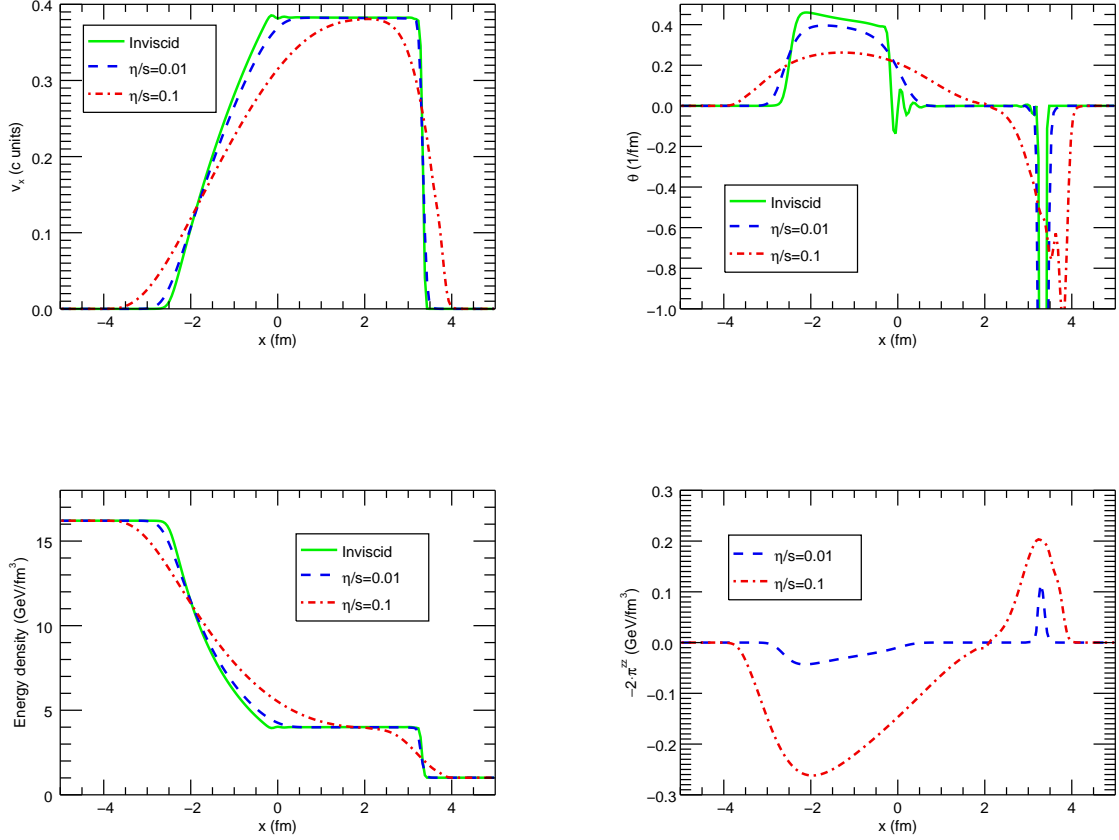 0.4
0.3
0.2
0.1
0.0
v_x (c units)
Inviscid
η/s=0.01
η/s=0.1
−4 −2 0 2 4
x (fm)
0.4
0.2
0.0
−0.2
−0.4
−0.6
−0.8
−1.0
θ (1/fm)
Inviscid
η/s=0.01
η/s=0.1
−4 −2 0 2 4
x (fm)
15
10
5
0
Energy density (GeV/fm³)
Inviscid
η/s=0.01
η/s=0.1
−4 −2 0 2 4
x (fm)
0.3
0.2
0.1
0.0
−0.1
−0.2
−0.3
−2·π^zz (GeV/fm³)
η/s=0.01
η/s=0.1
−4 −2 0 2 4
x (fm)